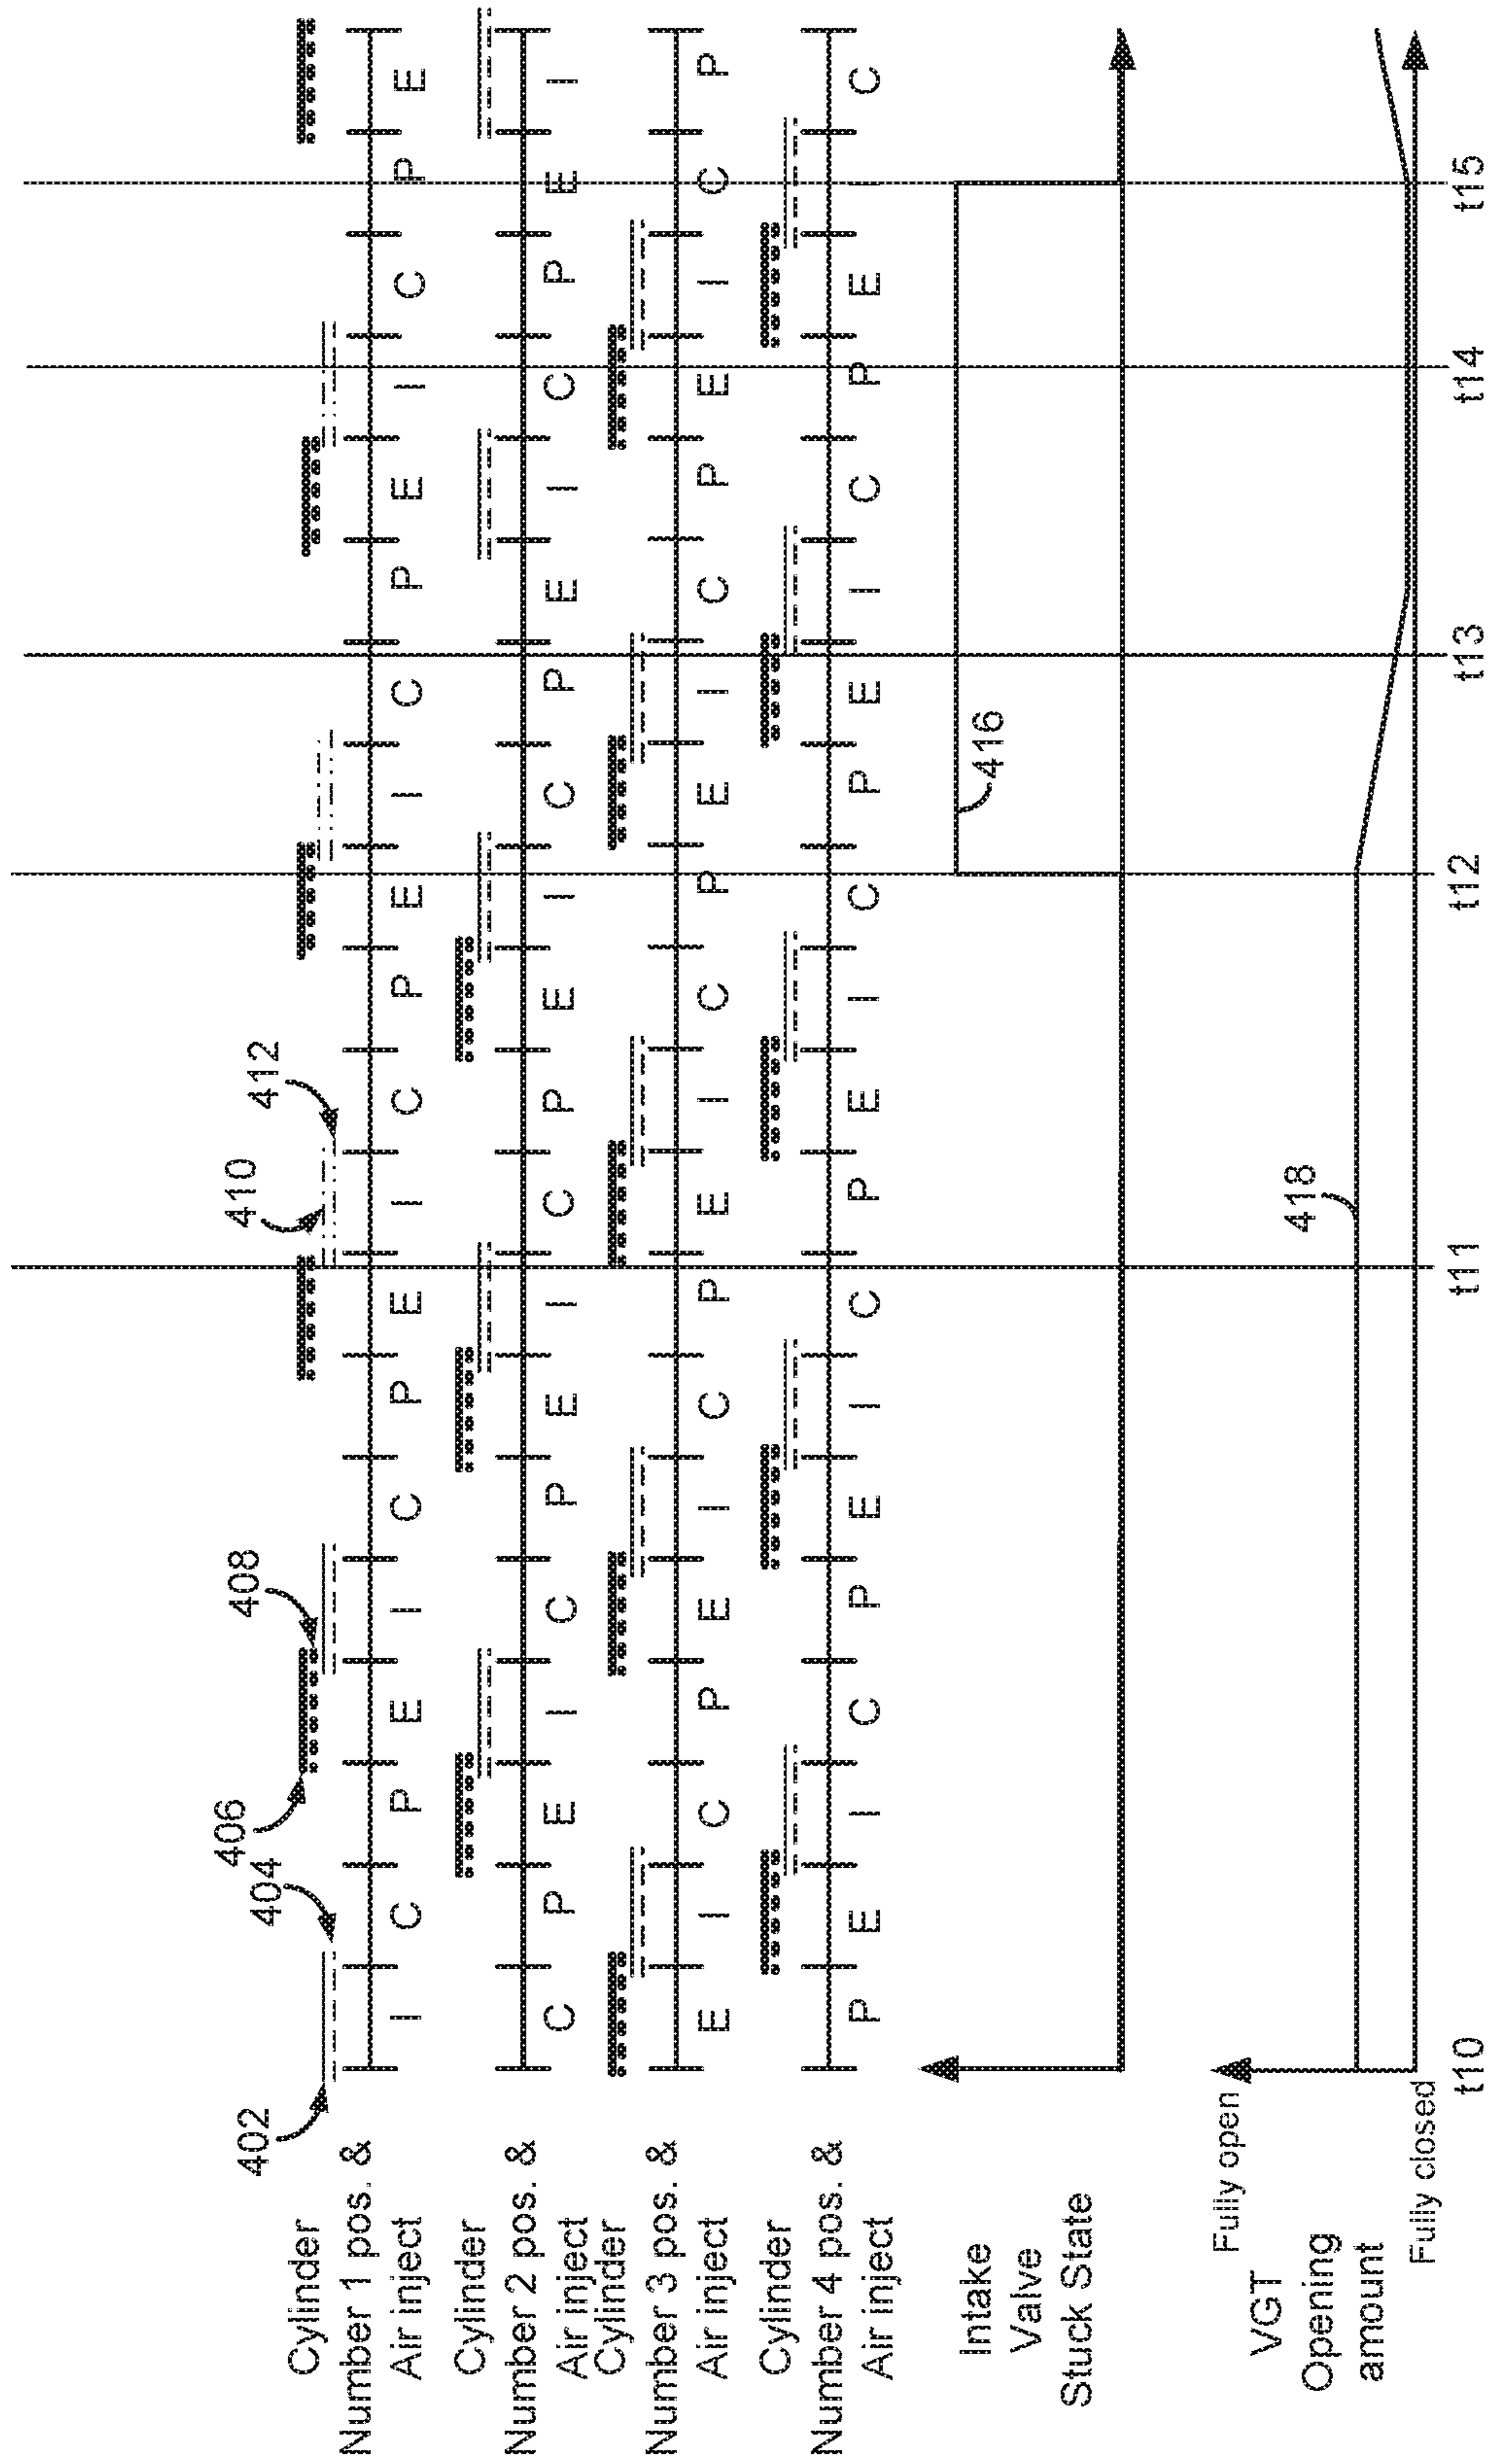 402
404
406
408
410
412
Cylinder
Number 1 pos. &
Air inject
I C P E I C P E I C P E I C P E I C P E
Cylinder
Number 2 pos. &
Air inject
C P E I C P E I C P E I C P E I C P E I
Cylinder
Number 3 pos. &
Air inject
E I C P E I C P E I C P E I C P E I C P
Cylinder
Number 4 pos. &
Air inject
P E I C P E I C P E I C P E I C P E I C
Intake
Valve
Stuck State
416
Fully open
VGT
Opening
amount
418
Fully closed
t10 t11 t12 t13 t14 t15